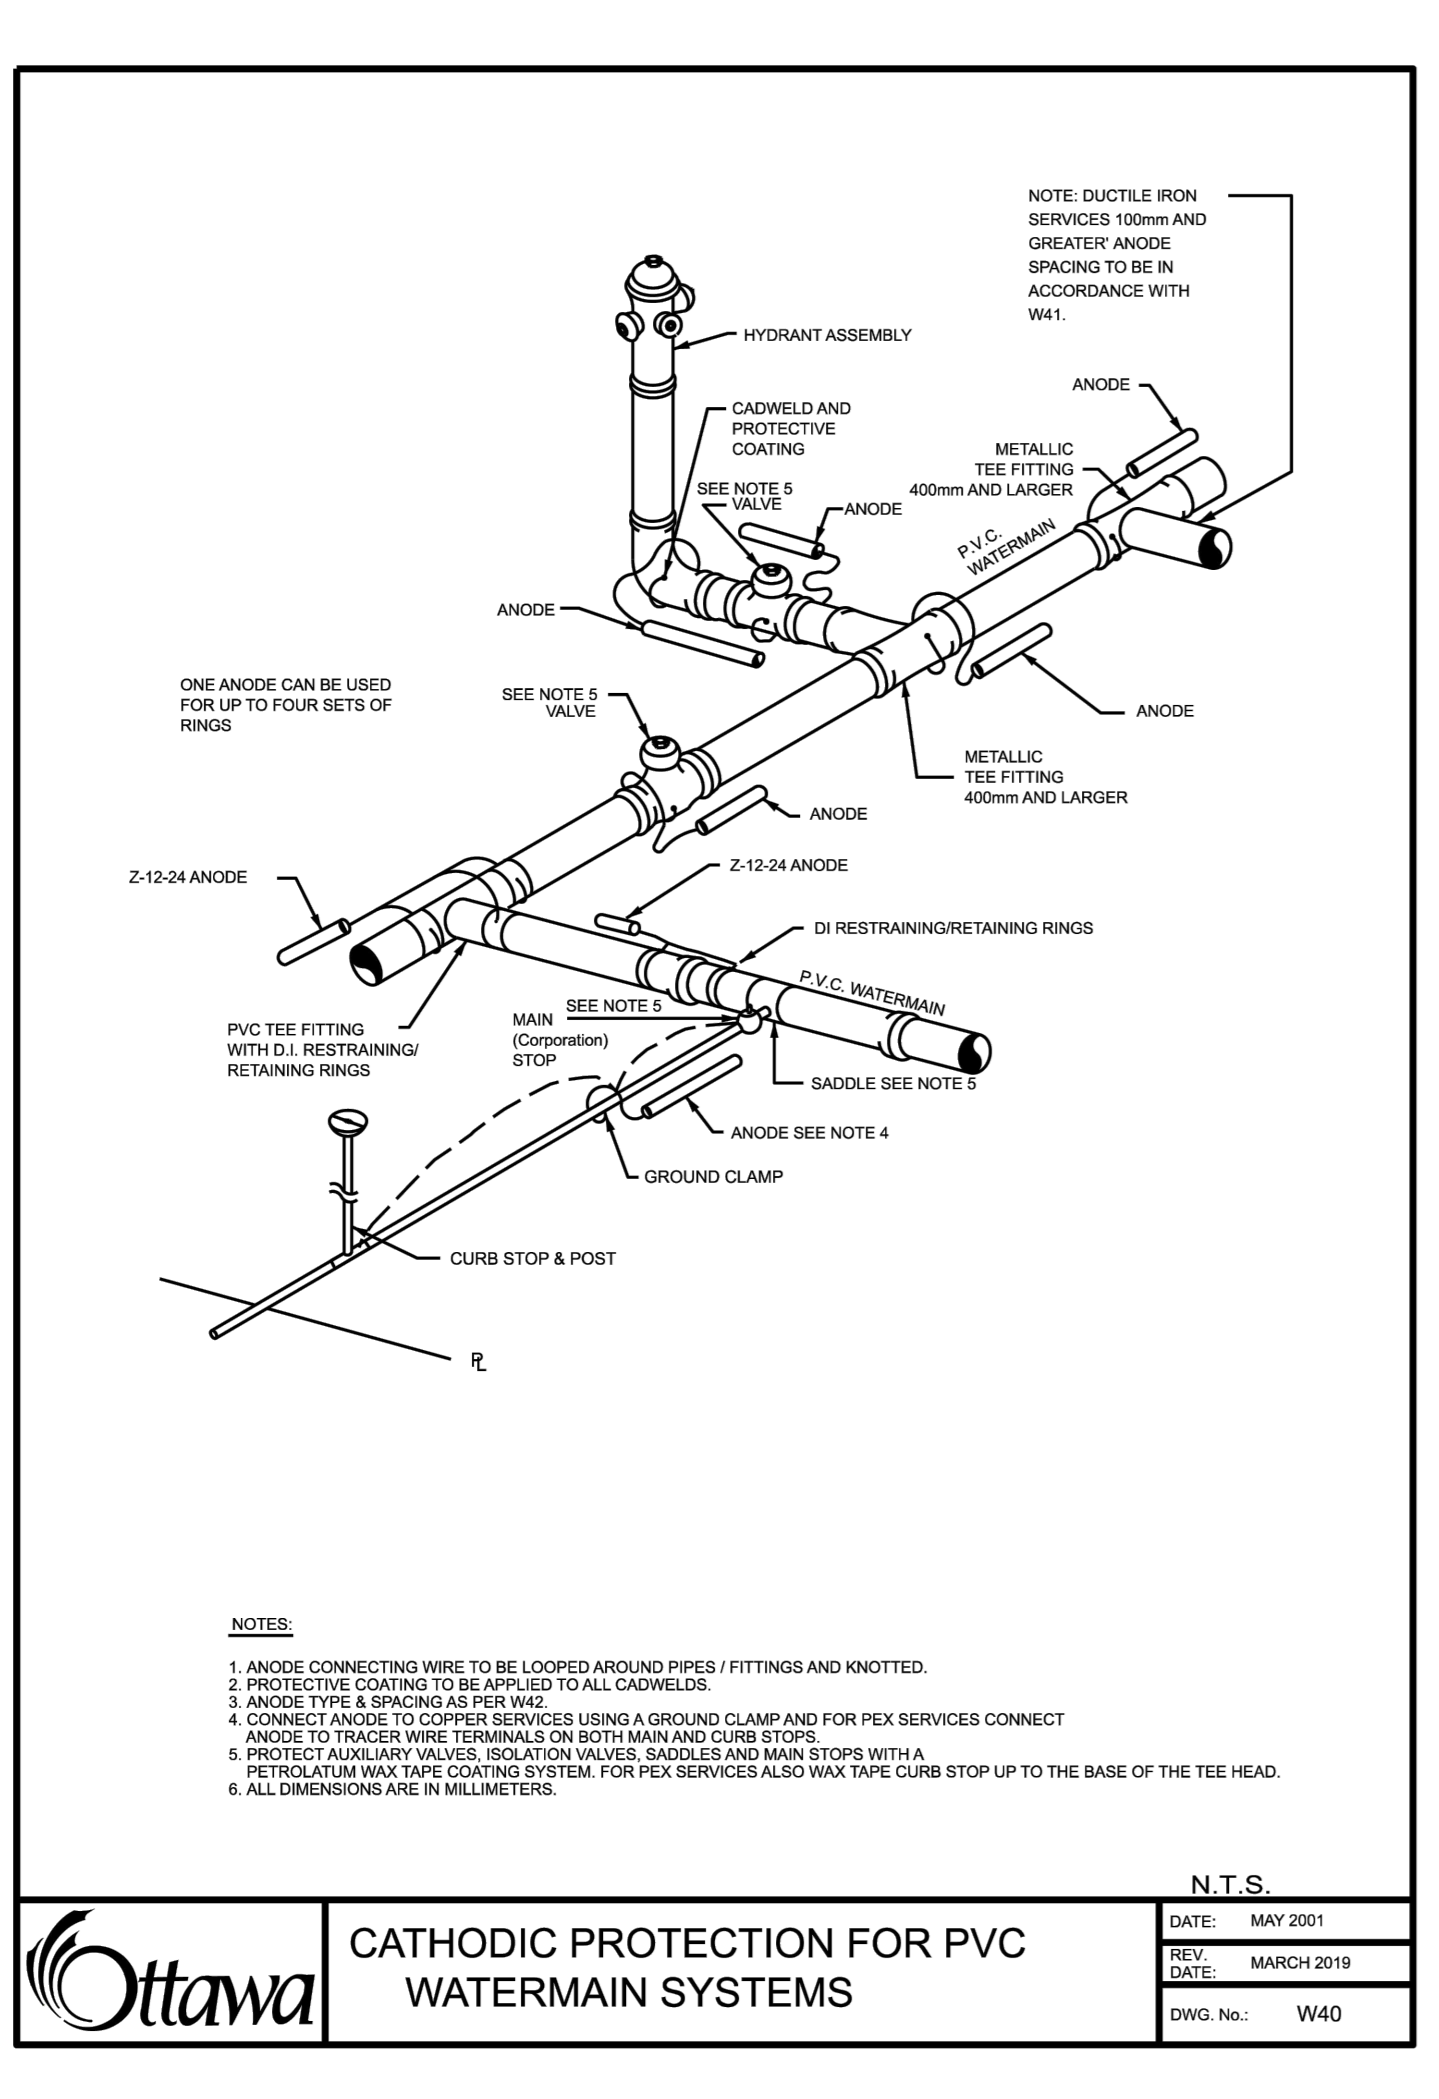 NOTE: DUCTILE IRON
SERVICES 100mm AND
GREATER' ANODE
SPACING TO BE IN
ACCORDANCE WITH
W41.
HYDRANT ASSEMBLY
ANODE
CADWELD AND
PROTECTIVE
COATING
METALLIC
TEE FITTING
400mm AND LARGER
SEE NOTE 5
VALVE
ANODE
P.V.C.
WATERMAIN
ANODE
ONE ANODE CAN BE USED
FOR UP TO FOUR SETS OF
RINGS
SEE NOTE 5
VALVE
ANODE
METALLIC
TEE FITTING
400mm AND LARGER
ANODE
Z-12-24 ANODE
Z-12-24 ANODE
DI RESTRAINING/RETAINING RINGS
P.V.C. WATERMAIN
SEE NOTE 5
MAIN
(Corporation)
STOP
PVC TEE FITTING
WITH D.I. RESTRAINING/
RETAINING RINGS
SADDLE SEE NOTE 5
ANODE SEE NOTE 4
GROUND CLAMP
CURB STOP & POST
PL
NOTES:
1. ANODE CONNECTING WIRE TO BE LOOPED AROUND PIPES / FITTINGS AND KNOTTED.
2. PROTECTIVE COATING TO BE APPLIED TO ALL CADWELDS.
3. ANODE TYPE & SPACING AS PER W42.
4. CONNECT ANODE TO COPPER SERVICES USING A GROUND CLAMP AND FOR PEX SERVICES CONNECT
ANODE TO TRACER WIRE TERMINALS ON BOTH MAIN AND CURB STOPS.
5. PROTECT AUXILIARY VALVES, ISOLATION VALVES, SADDLES AND MAIN STOPS WITH A
PETROLATUM WAX TAPE COATING SYSTEM. FOR PEX SERVICES ALSO WAX TAPE CURB STOP UP TO THE BASE OF THE TEE HEAD.
6. ALL DIMENSIONS ARE IN MILLIMETERS.
N.T.S.
Ottawa
CATHODIC PROTECTION FOR PVC
WATERMAIN SYSTEMS
DATE: MAY 2001
REV.
DATE: MARCH 2019
DWG. No.: W40